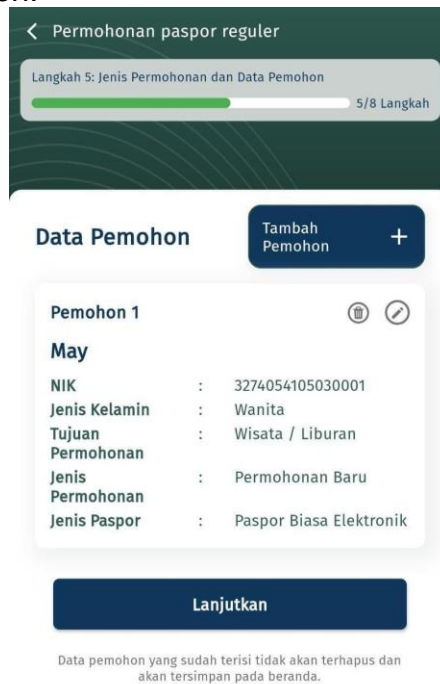 Permohonan paspor reguler
Langkah 5: Jenis Permohonan dan Data Pemohon
5/8 Langkah
Data Pemohon
Tambah
Pemohon +
Pemohon 1
May
NIK : 3274054105030001
Jenis Kelamin : Wanita
Tujuan : Wisata / Liburan
Permohonan
Jenis : Permohonan Baru
Permohonan
Jenis Paspor : Paspor Biasa Elektronik
Lanjutkan
Data pemohon yang sudah terisi tidak akan terhapus dan
akan tersimpan pada beranda.